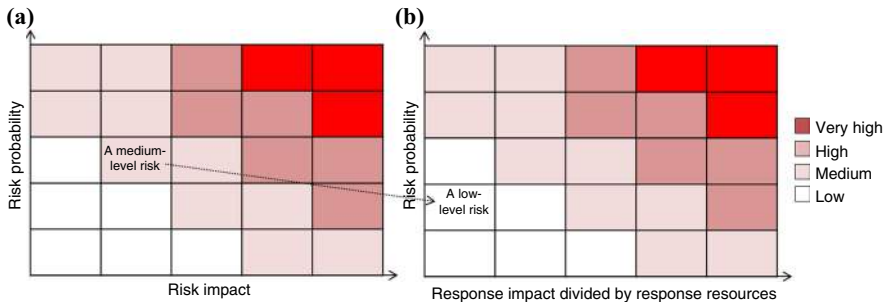 (a)
Risk probability
A medium-
level risk
Risk impact
(b)
Risk probability
A low-
level risk
Response impact divided by response resources
Very high
High
Medium
Low